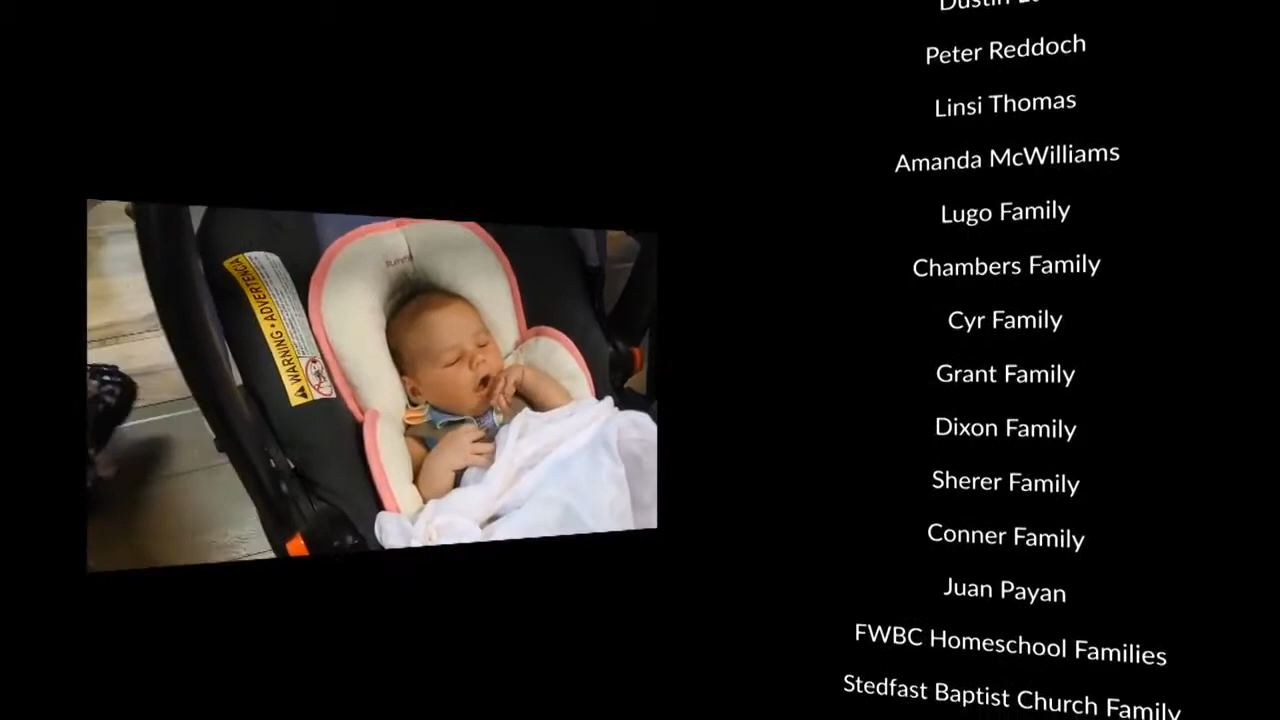 Dustin
Peter Reddoch
Linsi Thomas
Amanda McWilliams
Lugo Family
Chambers Family
Cyr Family
Grant Family
Dixon Family
Sherer Family
Conner Family
Juan Payan
FWBC Homeschool Families
Stedfast Baptist Church Family
WARNING • ADVERTENCIA